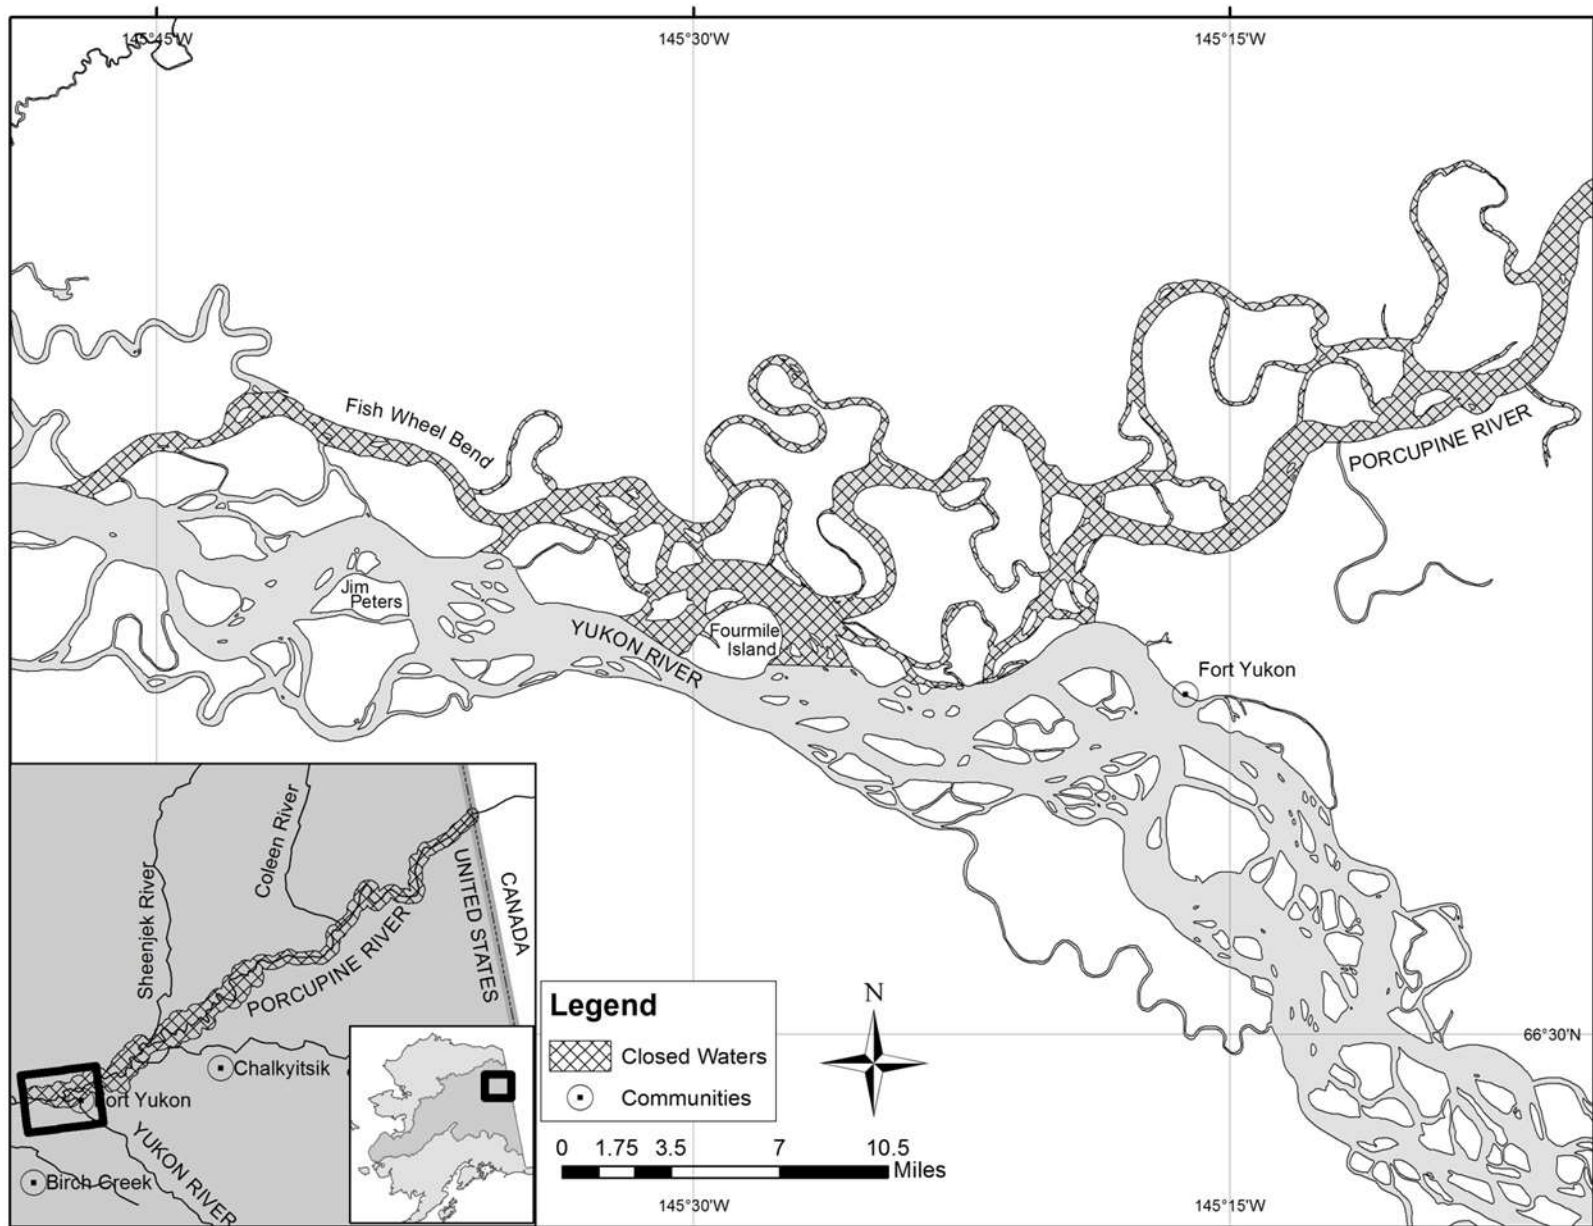 145°45'W
145°30'W
145°15'W
Fish Wheel Bend
PORCUPINE RIVER
Jim
Peters
YUKON RIVER
Fourmile
Island
Fort Yukon
66°30'N
145°30'W
145°15'W
Sheenjek River
Coleen River
PORCUPINE RIVER
UNITED STATES
CANADA
Chalkyitsik
Fort Yukon
YUKON RIVER
Birch Creek
Legend
Closed Waters
Communities
N
0 1.75 3.5 7 10.5
Miles